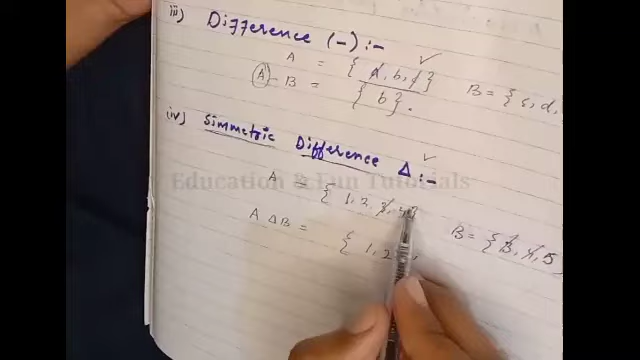 iii) Difference (-) :-
A = { a, b, c } B = { c, d,
A - B = { b }.
iv) Simmetric Difference Δ :-
Education & Fun Tutorials
A = { 1, 2, 3, 4 } B = { 3, 4, 5
A Δ B = { 1, 2